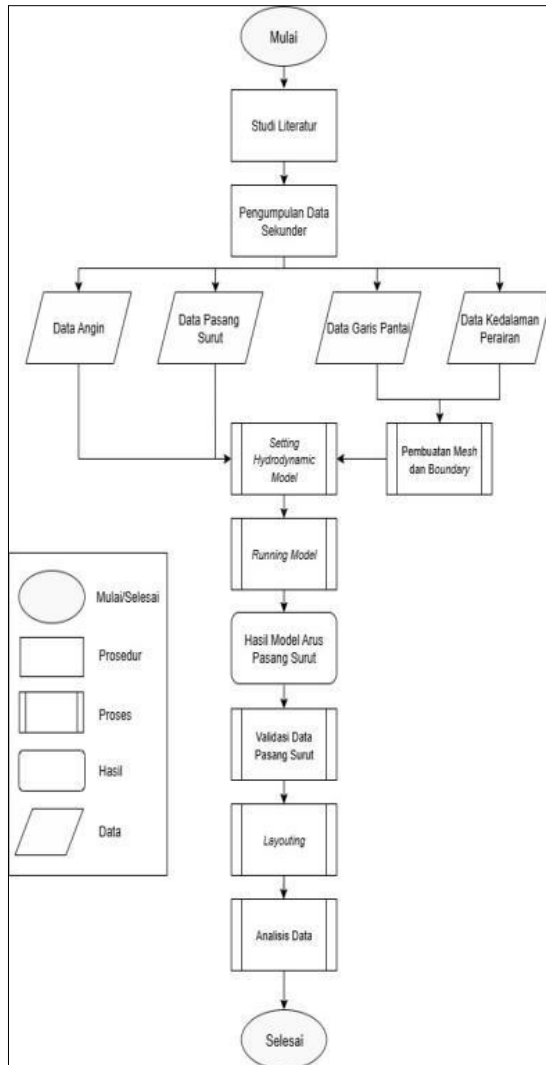 Mulai
Studi Literatur
Pengumpulan Data
Sekunder
Data Angin
Data Pasang
Surut
Data Garis Pantai
Data Kedalaman
Perairan
Setting
Hydrodynamic
Model
Pembuatan Mesh
dan Boundary
Running Model
Hasil Model Arus
Pasang Surut
Validasi Data
Pasang Surut
Layouting
Analisis Data
Selesai
Mulai/Selesai
Prosedur
Proses
Hasil
Data